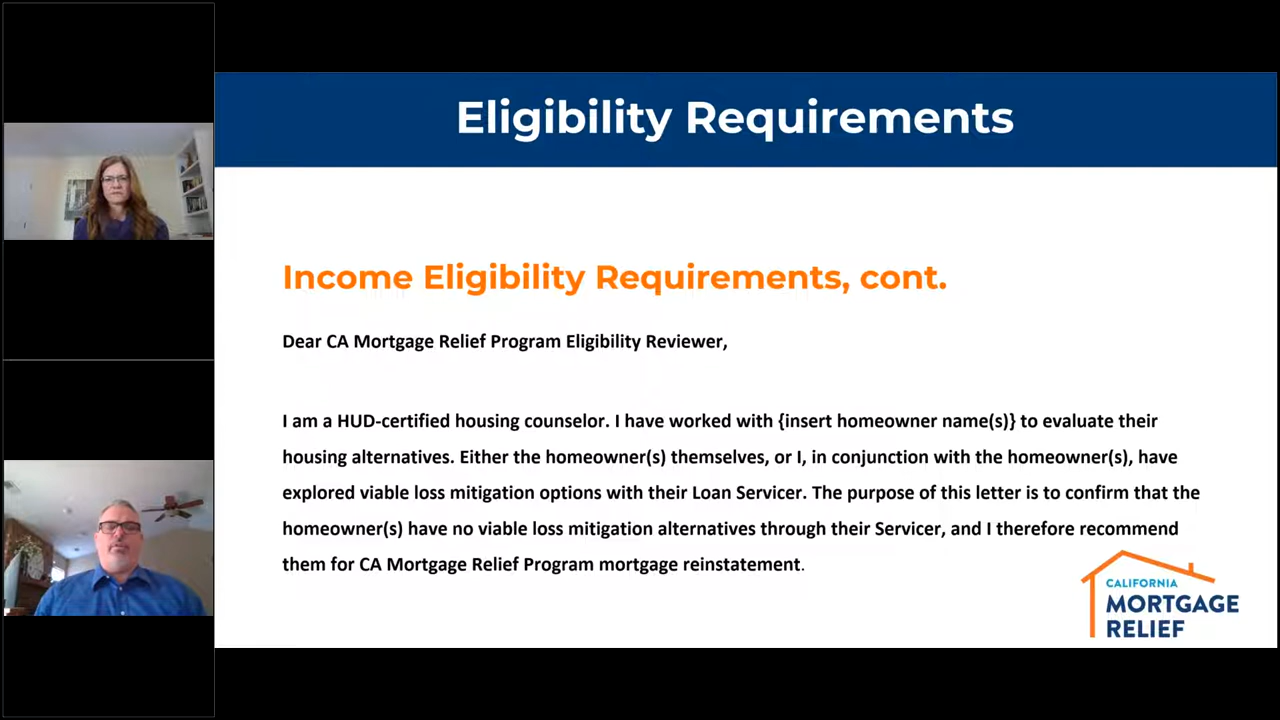 Eligibility Requirements
Income Eligibility Requirements, cont.
Dear CA Mortgage Relief Program Eligibility Reviewer,
I am a HUD-certified housing counselor. I have worked with {insert homeowner name(s)} to evaluate their
housing alternatives. Either the homeowner(s) themselves, or I, in conjunction with the homeowner(s), have
explored viable loss mitigation options with their Loan Servicer. The purpose of this letter is to confirm that the
homeowner(s) have no viable loss mitigation alternatives through their Servicer, and I therefore recommend
them for CA Mortgage Relief Program mortgage reinstatement.
CALIFORNIA
MORTGAGE
RELIEF